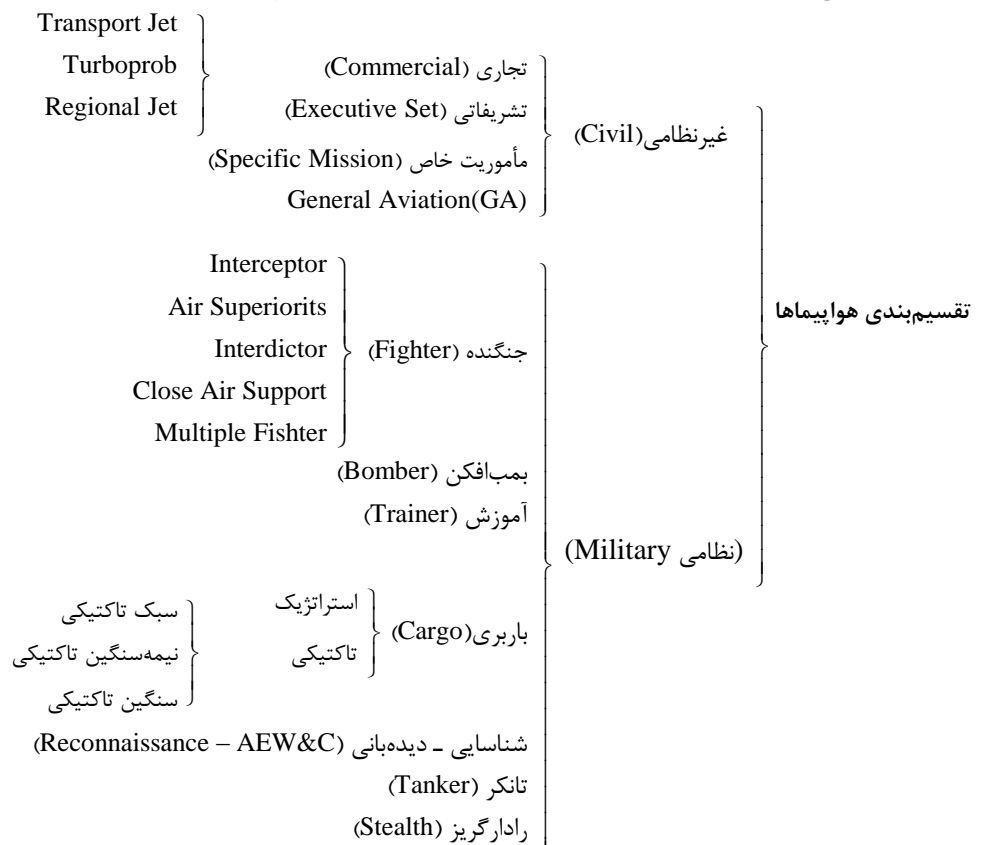 تقسیم‌بندی هواپیماها
غیرنظامی(Civil)
تجاری (Commercial)
Transport Jet
Turboprob
Regional Jet
تشریفاتی (Executive Set)
مأموریت خاص (Specific Mission)
General Aviation(GA)
(نظامی Military)
جنگنده (Fighter)
Interceptor
Air Superiorits
Interdictor
Close Air Support
Multiple Fishter
بمب‌افکن (Bomber)
آموزش (Trainer)
باربری(Cargo)
استراتژیک
تاکتیکی
سبک تاکتیکی
نیمه‌سنگین تاکتیکی
سنگین تاکتیکی
شناسایی ـ دیده‌بانی (Reconnaissance – AEW&C)
تانکر (Tanker)
رادارگریز (Stealth)